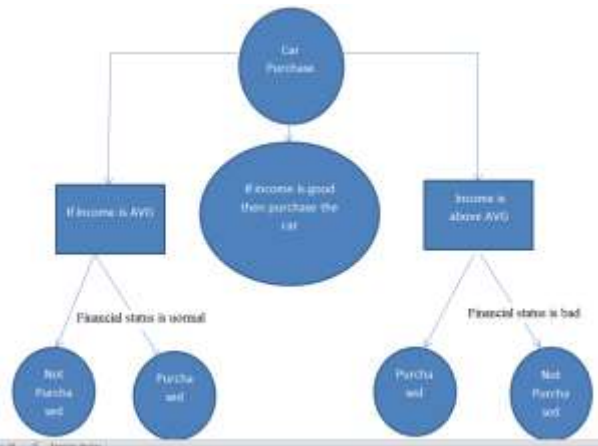 Car
Purchase
If income is good
then purchase the
car
If Income is AVG
Income is
above AVG
Financial status is normal
Financial status is bad
Not
Purcha
sed
Purcha
sed
Purcha
sed
Not
Purcha
sed